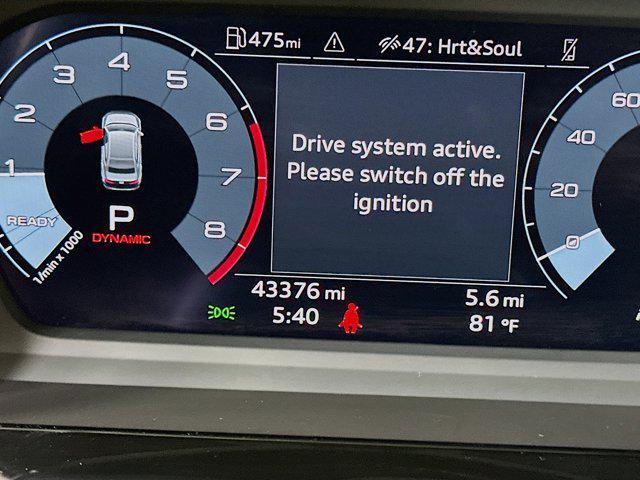 475mi
47: Hrt&Soul
1
2
3
4
5
6
7
8
READY
1/min x 1000
P
DYNAMIC
Drive system active.
Please switch off the
ignition
60
40
20
0
43376 mi
5.6 mi
5:40
81 °F